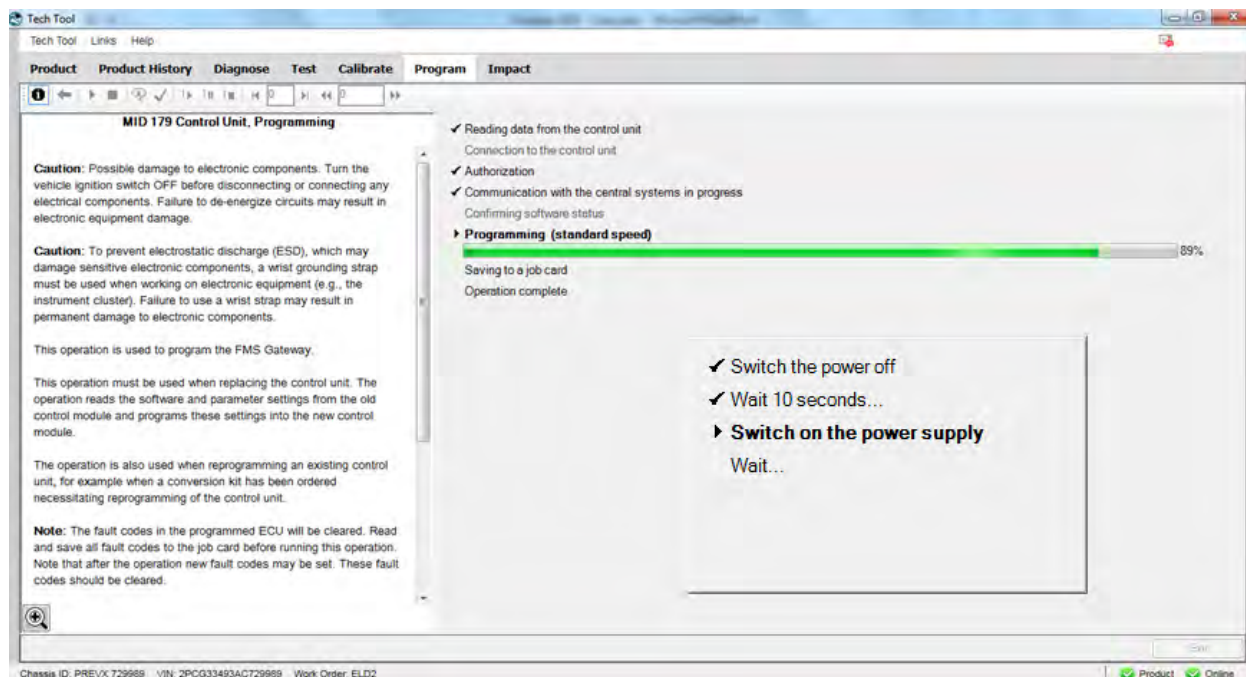 Tech Tool
Tech Tool Links Help
Product Product History Diagnose Test Calibrate Program Impact
0 0
MID 179 Control Unit, Programming
Caution: Possible damage to electronic components. Turn the
vehicle ignition switch OFF before disconnecting or connecting any
electrical components. Failure to de-energize circuits may result in
electronic equipment damage.
Caution: To prevent electrostatic discharge (ESD), which may
damage sensitive electronic components, a wrist grounding strap
must be used when working on electronic equipment (e.g., the
instrument cluster). Failure to use a wrist strap may result in
permanent damage to electronic components.
This operation is used to program the FMS Gateway.
This operation must be used when replacing the control unit. The
operation reads the software and parameter settings from the old
control module and programs these settings into the new control
module.
The operation is also used when reprogramming an existing control
unit, for example when a conversion kit has been ordered
necessitating reprogramming of the control unit.
Note: The fault codes in the programmed ECU will be cleared. Read
and save all fault codes to the job card before running this operation.
Note that after the operation new fault codes may be set. These fault
codes should be cleared.
Reading data from the control unit
Connection to the control unit
Authorization
Communication with the central systems in progress
Confirming software status
Programming (standard speed)
89%
Saving to a job card
Operation complete
Switch the power off
Wait 10 seconds...
Switch on the power supply
Wait...
Chassis ID: PREVX 729989 VIN: 2PCG33493AC729989 Work Order: ELD2
Product Online